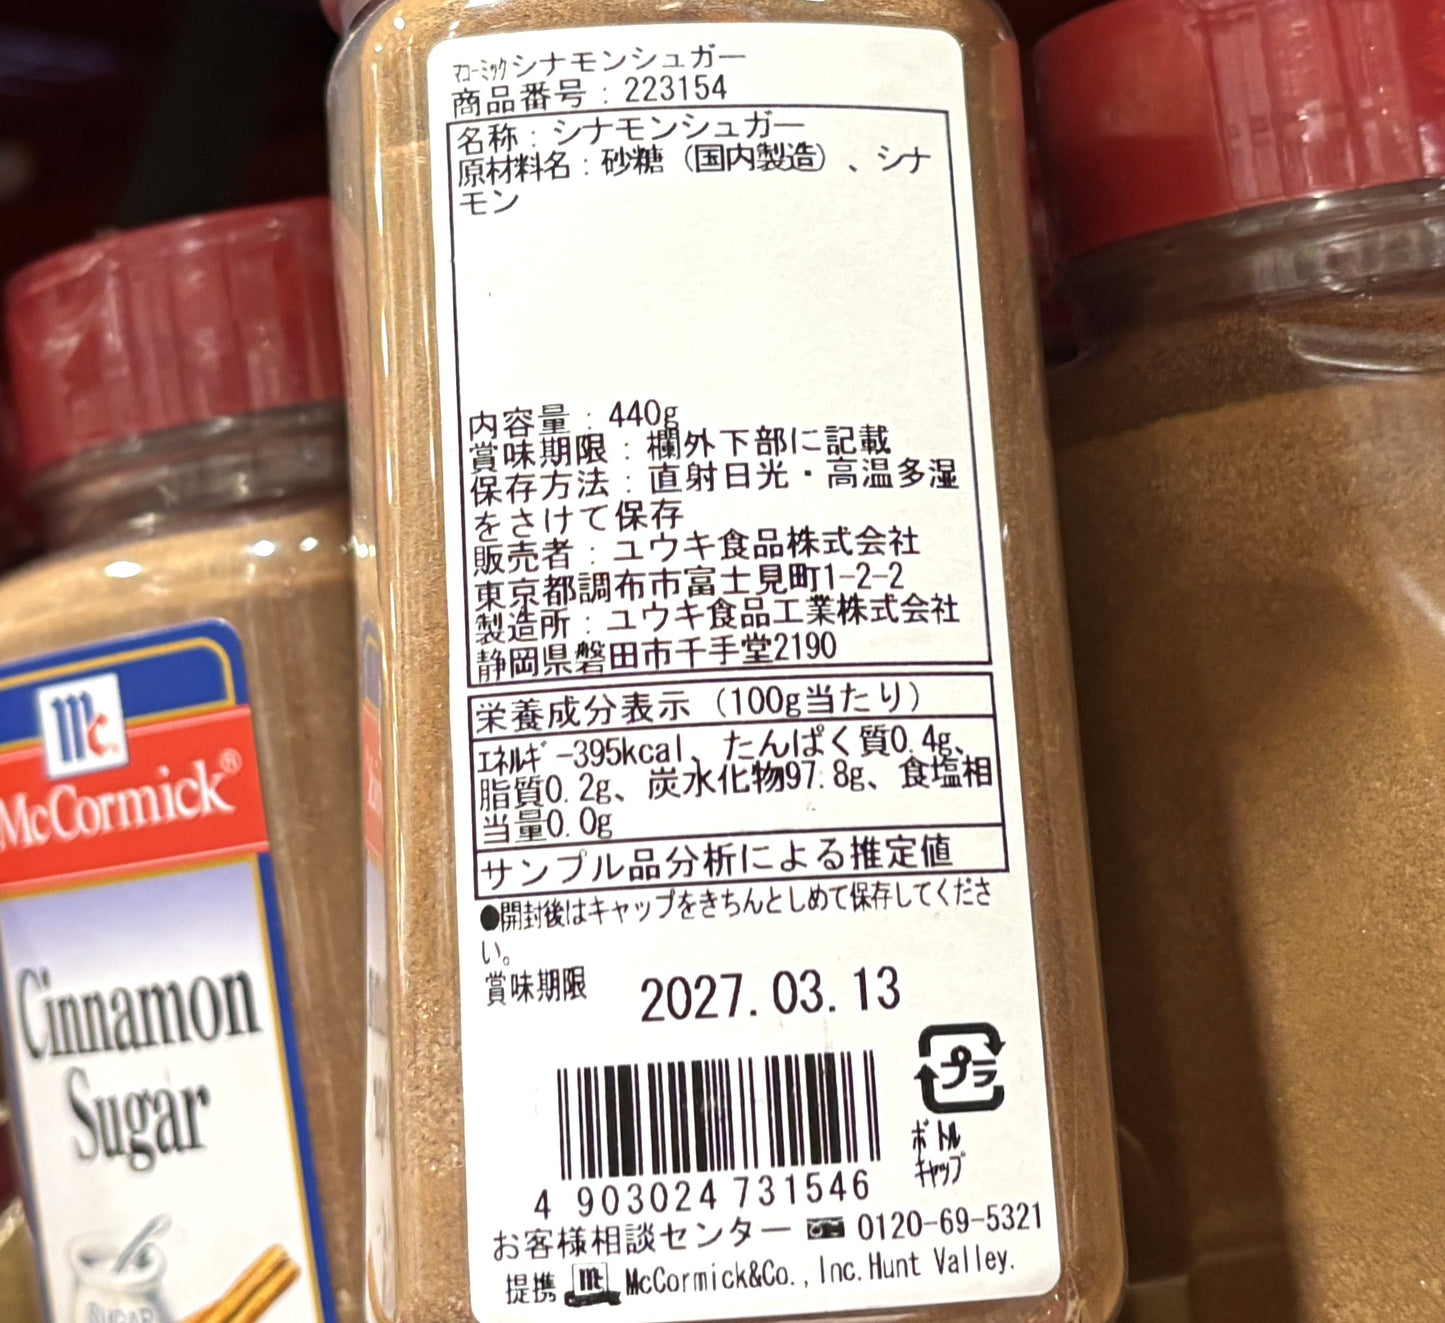 マコーミックシナモンシュガー
商品番号：223154
名称：シナモンシュガー
原材料名：砂糖（国内製造）、シナ
モン
内容量：440g
賞味期限：欄外下部に記載
保存方法：直射日光・高温多湿
をさけて保存
販売者：ユウキ食品株式会社
東京都調布市富士見町1-2-2
製造所：ユウキ食品工業株式会社
静岡県磐田市千手堂2190
栄養成分表示（100g当たり）
エネルギー395kcal、たんぱく質0.4g、
脂質0.2g、炭水化物97.8g、食塩相
当量0.0g
サンプル品分析による推定値
●開封後はキャップをきちんとしめて保存してくださ
い。
賞味期限 2027.03.13
プラ
ボトル
キャップ
4 903024 731546
お客様相談センター 0120-69-5321
提携 Mc McCormick&Co.,Inc.Hunt Valley.
Mc
McCormick®
Cinnamon
Sugar
SUGAR